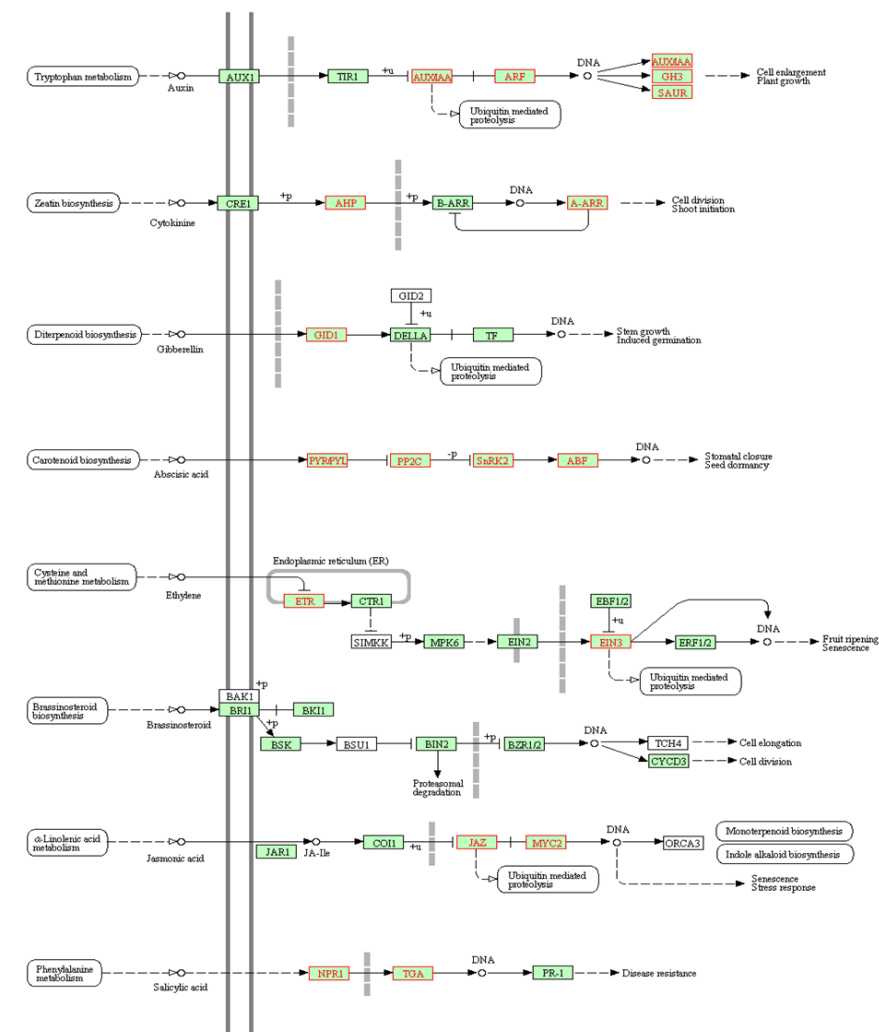 Tryptophan metabolism
Auxin
AUX1
TIR1
+u
AUX/IAA
ARF
DNA
AUX/IAA
GH3
SAUR
Cell enlargement
Plant growth
Ubiquitin mediated
proteolysis
Zeatin biosynthesis
Cytokinine
CRE1
+p
AHP
+p
B-ARR
DNA
A-ARR
Cell division
Shoot initiation
GID2
+u
Diterpenoid biosynthesis
Gibberellin
GID1
DELLA
TF
DNA
Stem growth
Induced germination
Ubiquitin mediated
proteolysis
Carotenoid biosynthesis
Abscisic acid
PYR/PYL
PP2C
-p
SnRK2
ABF
DNA
Stomatal closure
Seed dormancy
Endoplasmic reticulum (ER)
Cysteine and
methionine metabolism
Ethylene
ETR
CTR1
SIMKK
+p
MPK6
EIN2
EBF1/2
+u
EIN3
ERF1/2
DNA
Fruit ripening
Senescence
Ubiquitin mediated
proteolysis
Brassinosteroid
biosynthesis
Brassinosteroid
BAK1
+p
BRI1
BKI1
+p
BSK
BSU1
BIN2
+p
BZR1/2
DNA
TCH4
Cell elongation
CYCD3
Cell division
Proteasomal
degradation
α-Linolenic acid
metabolism
Jasmonic acid
JAR1
JA-Ile
COI1
+u
JAZ
MYC2
DNA
ORCA3
Monoterpenoid biosynthesis
Indole alkaloid biosynthesis
Ubiquitin mediated
proteolysis
Senescence
Stress response
Phenylalanine
metabolism
Salicylic acid
NPR1
TGA
DNA
PR-1
Disease resistance